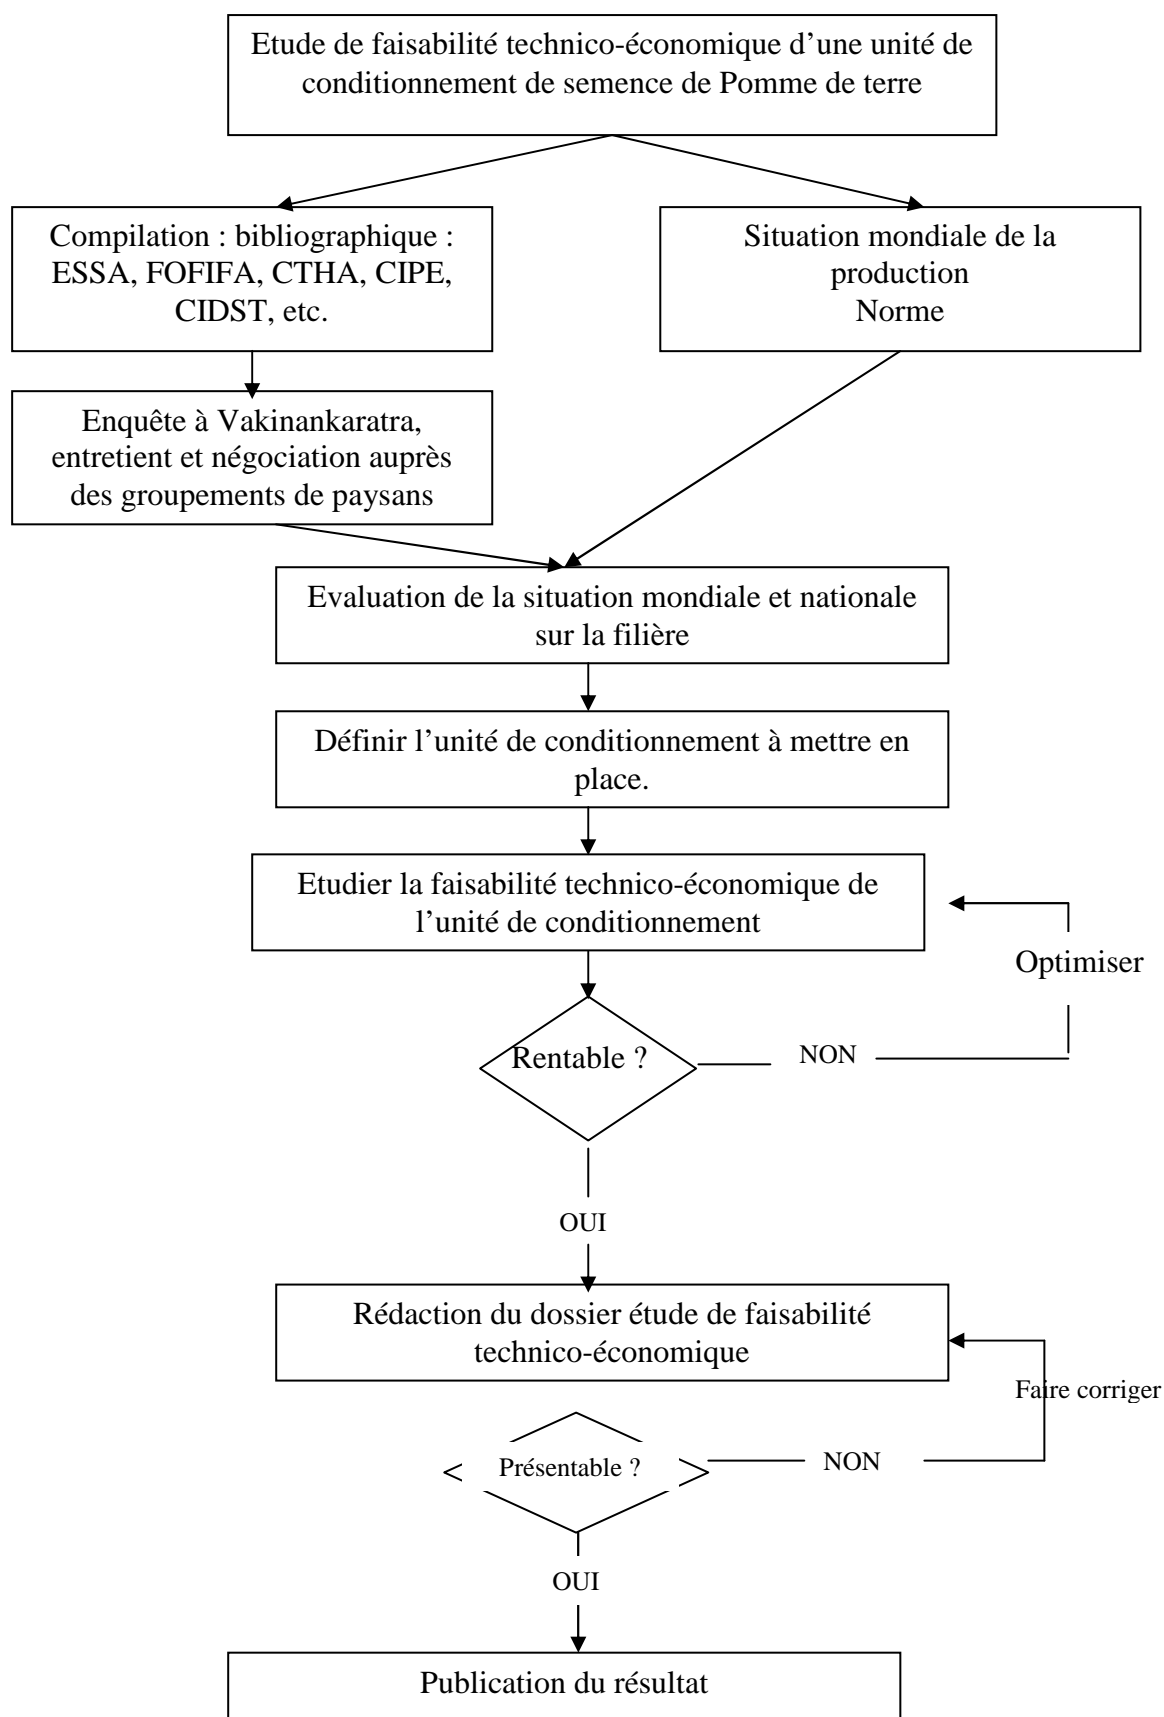 Etude de faisabilité technico-économique d’une unité de
conditionnement de semence de Pomme de terre
Compilation : bibliographique :
ESSA, FOFIFA, CTHA, CIPE,
CIDST, etc.
Situation mondiale de la
production
Norme
Enquête à Vakinankaratra,
entretient et négociation auprès
des groupements de paysans
Evaluation de la situation mondiale et nationale
sur la filière
Définir l’unité de conditionnement à mettre en
place.
Etudier la faisabilité technico-économique de
l’unité de conditionnement
Optimiser
Rentable ?
NON
OUI
Rédaction du dossier étude de faisabilité
technico-économique
Faire corriger
Présentable ?
NON
OUI
Publication du résultat